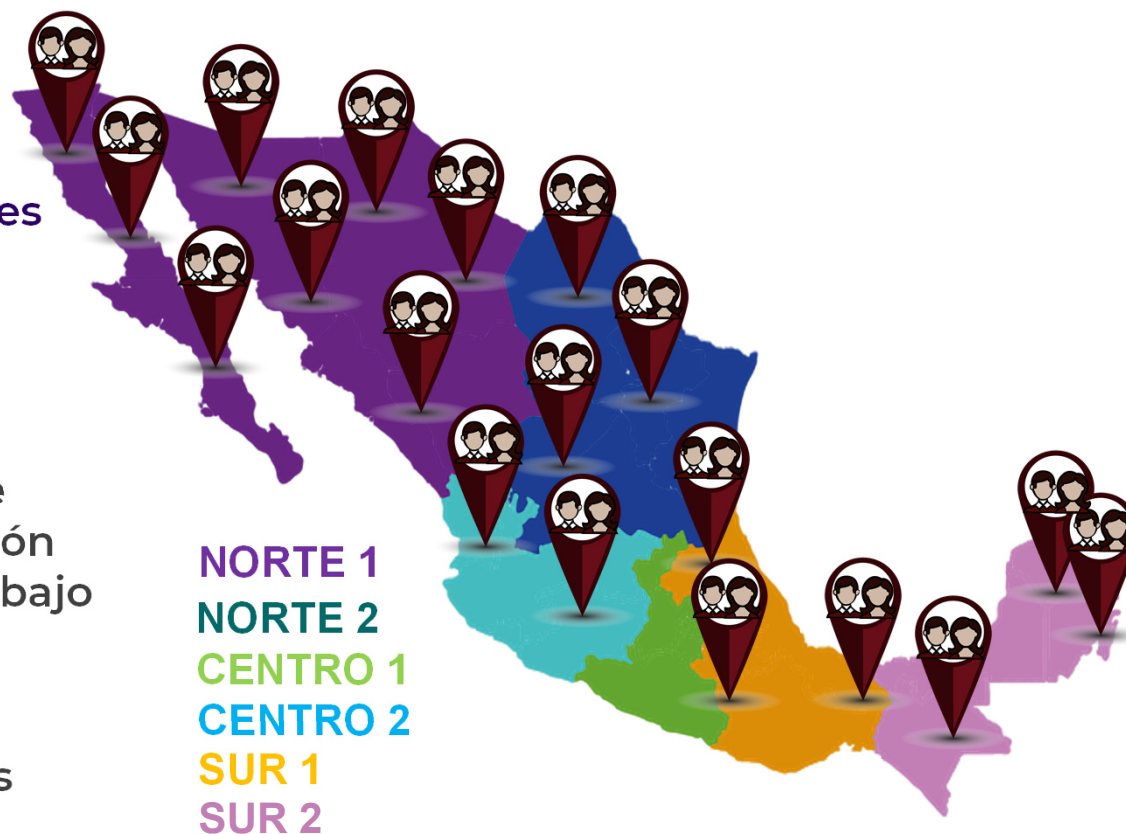 es
e
ón
bajo
s
NORTE 1
NORTE 2
CENTRO 1
CENTRO 2
SUR 1
SUR 2